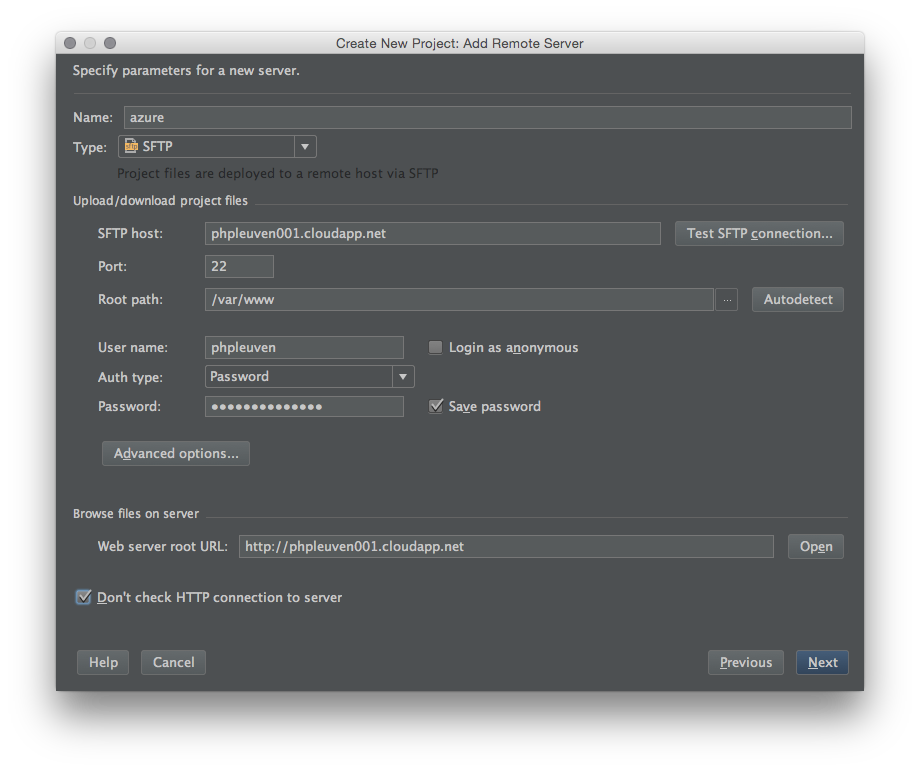 Create New Project: Add Remote Server
Specify parameters for a new server.
Name: azure
Type: SFTP
Project files are deployed to a remote host via SFTP
Upload/download project files
SFTP host: phpleuven001.cloudapp.net Test SFTP connection...
Port: 22
Root path: /var/www ... Autodetect
User name: phpleuven Login as anonymous
Auth type: Password
Password: ●●●●●●●●●●●●●● Save password
Advanced options...
Browse files on server
Web server root URL: http://phpleuven001.cloudapp.net Open
Don't check HTTP connection to server
Help Cancel Previous Next